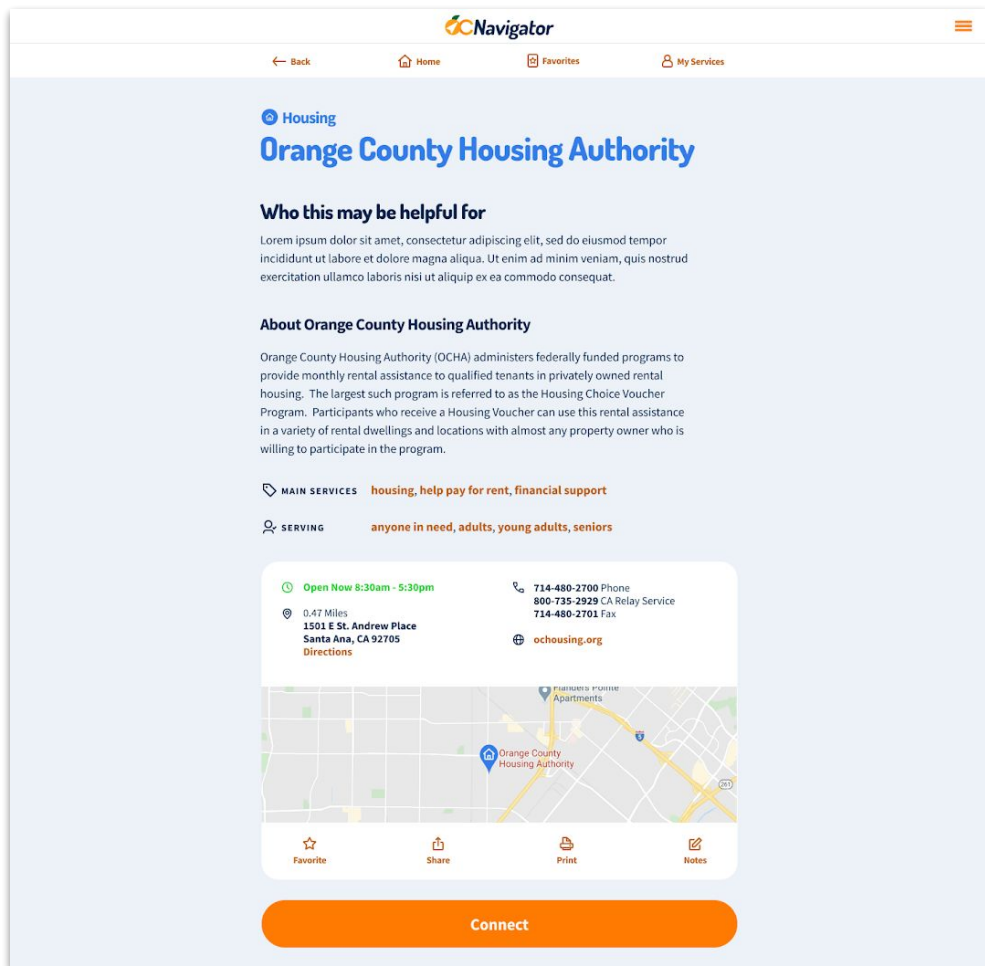 OCNavigator
Back Home Favorites My Services
Housing
Orange County Housing Authority
Who this may be helpful for
Lorem ipsum dolor sit amet, consectetur adipiscing elit, sed do eiusmod tempor
incididunt ut labore et dolore magna aliqua. Ut enim ad minim veniam, quis nostrud
exercitation ullamco laboris nisi ut aliquip ex ea commodo consequat.
About Orange County Housing Authority
Orange County Housing Authority (OCHA) administers federally funded programs to
provide monthly rental assistance to qualified tenants in privately owned rental
housing. The largest such program is referred to as the Housing Choice Voucher
Program. Participants who receive a Housing Voucher can use this rental assistance
in a variety of rental dwellings and locations with almost any property owner who is
willing to participate in the program.
MAIN SERVICES housing, help pay for rent, financial support
SERVING anyone in need, adults, young adults, seniors
Open Now 8:30am - 5:30pm
0.47 Miles
1501 E St. Andrew Place
Santa Ana, CA 92705
Directions
714-480-2700 Phone
800-735-2929 CA Relay Service
714-480-2701 Fax
ochousing.org
Flanders Pointe
Apartments
5
Orange County
Housing Authority
261
Favorite Share Print Notes
Connect